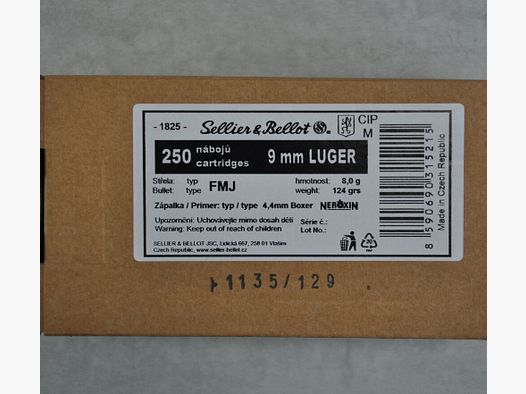 - 1825 -
Sellier & Bellot
CIP
M
250 nábojů
cartridges
9 mm LUGER
Střela: typ
Bullet: type
FMJ
hmotnost: 8,0 g
weight: 124 grs
Zápalka / Primer: typ / type 4,4mm Boxer NEROXIN
Upozornění: Uchovávejte mimo dosah dětí
Warning: Keep out of reach of children
Série č.:
Lot No.:
SELLIER & BELLOT JSC, Lidická 667, 258 01 Vlašim
Czech Republic, www.sellier-bellot.cz
8 590690 315215
Made in Czech Republic
1135/129